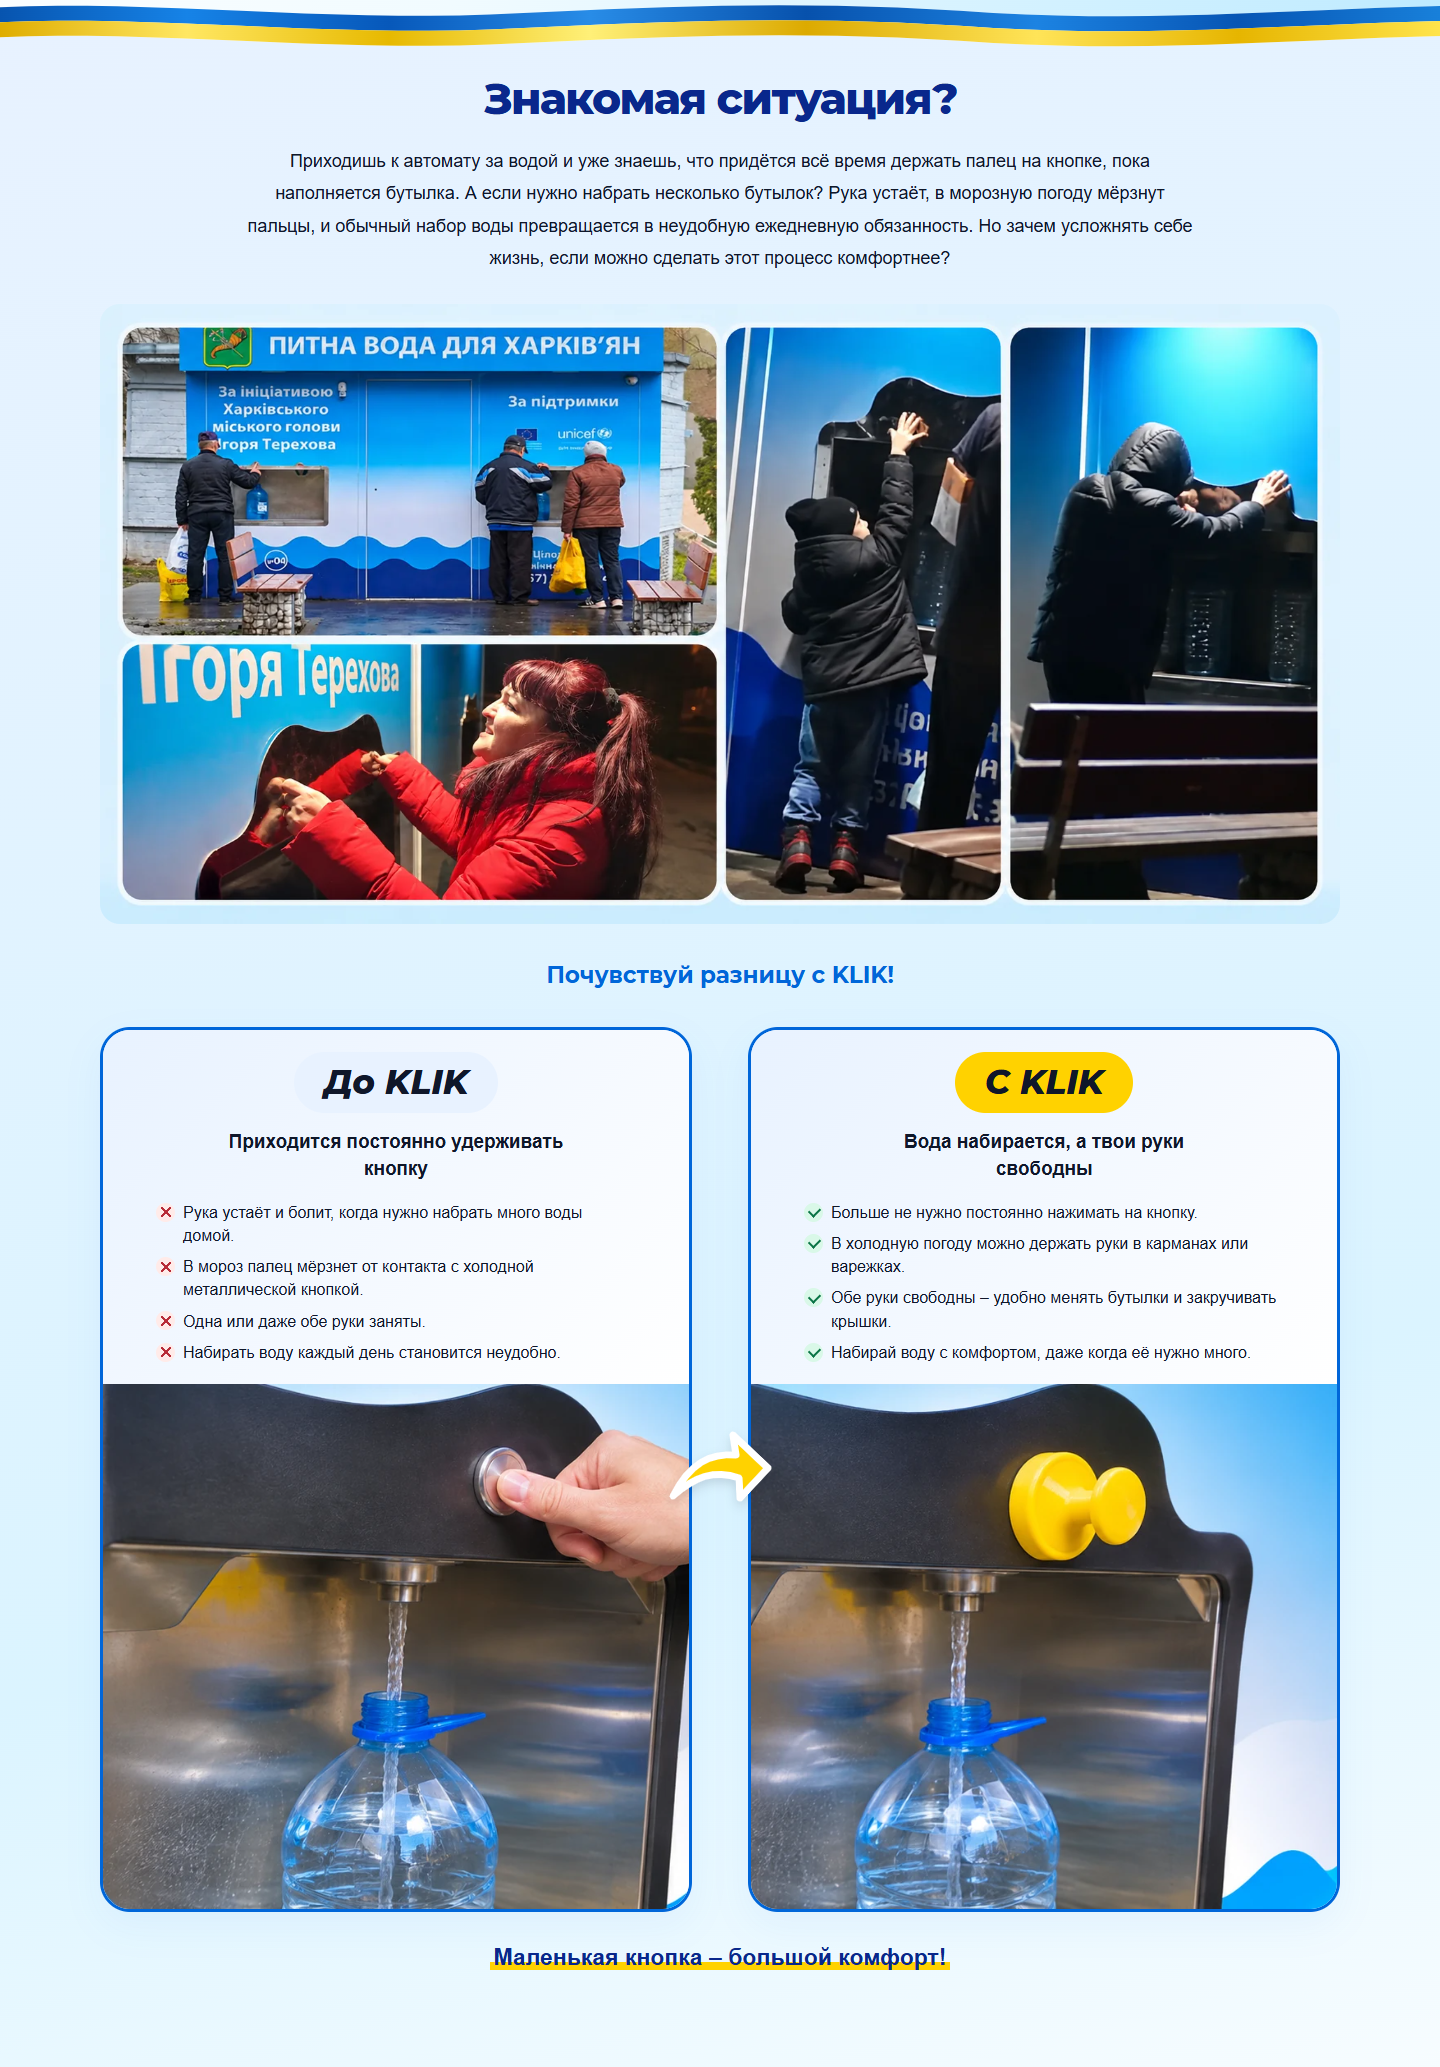 Знакомая ситуация?
Приходишь к автомату за водой и уже знаешь, что придётся всё время держать палец на кнопке, пока
наполняется бутылка. А если нужно набрать несколько бутылок? Рука устаёт, в морозную погоду мёрзнут
пальцы, и обычный набор воды превращается в неудобную ежедневную обязанность. Но зачем усложнять себе
жизнь, если можно сделать этот процесс комфортнее?
ПИТНА ВОДА ДЛЯ ХАРКІВ’ЯН
За ініціативою
Харківського
міського голови
Ігоря Терехова
За підтримки
unicef
Ігоря Терехова
Почувствуй разницу с KLIK!
До KLIK
Приходится постоянно удерживать
кнопку
Рука устаёт и болит, когда нужно набрать много воды
домой.
В мороз палец мёрзнет от контакта с холодной
металлической кнопкой.
Одна или даже обе руки заняты.
Набирать воду каждый день становится неудобно.
С KLIK
Вода набирается, а твои руки
свободны
Больше не нужно постоянно нажимать на кнопку.
В холодную погоду можно держать руки в карманах или
варежках.
Обе руки свободны – удобно менять бутылки и закручивать
крышки.
Набирай воду с комфортом, даже когда её нужно много.
Маленькая кнопка – большой комфорт!